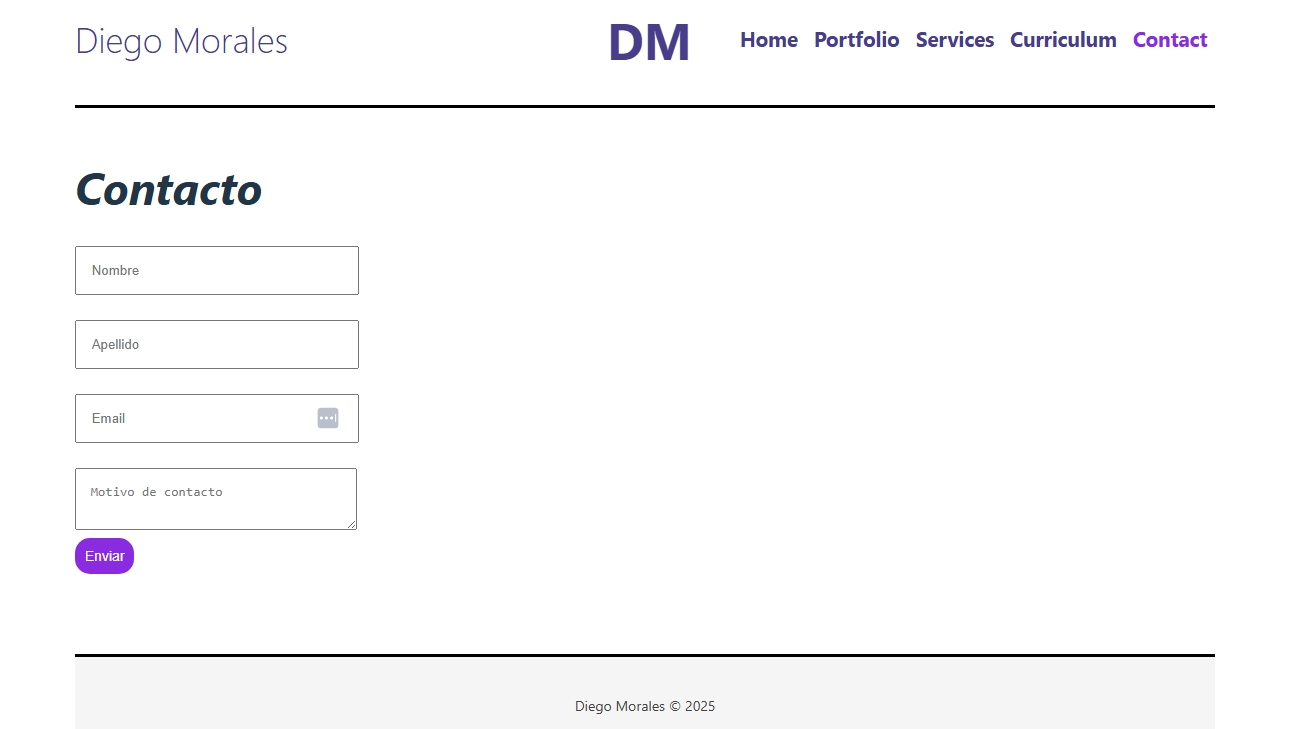 Diego Morales
DM
Home Portfolio Services Curriculum Contact
Contacto
Nombre
Apellido
Email
Motivo de contacto
Enviar
Diego Morales © 2025